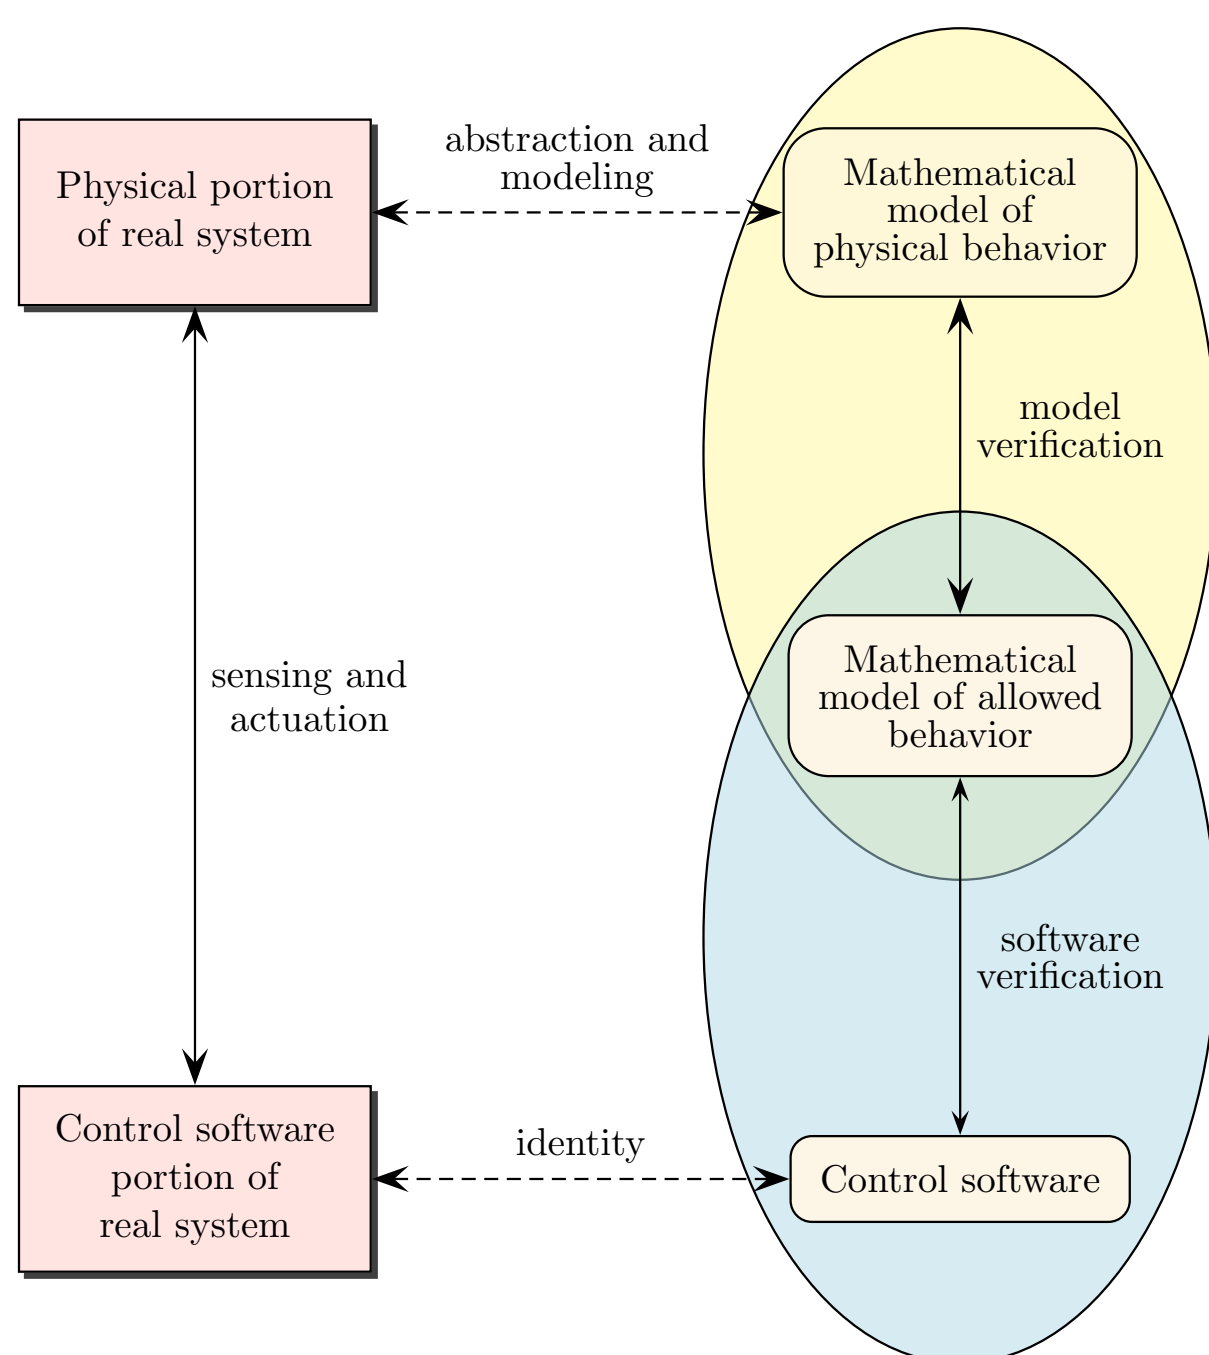 abstraction and
modeling
Physical portion
of real system
Mathematical
model of
physical behavior
model
verification
sensing and
actuation
Mathematical
model of allowed
behavior
software
verification
Control software
portion of
real system
identity
Control software